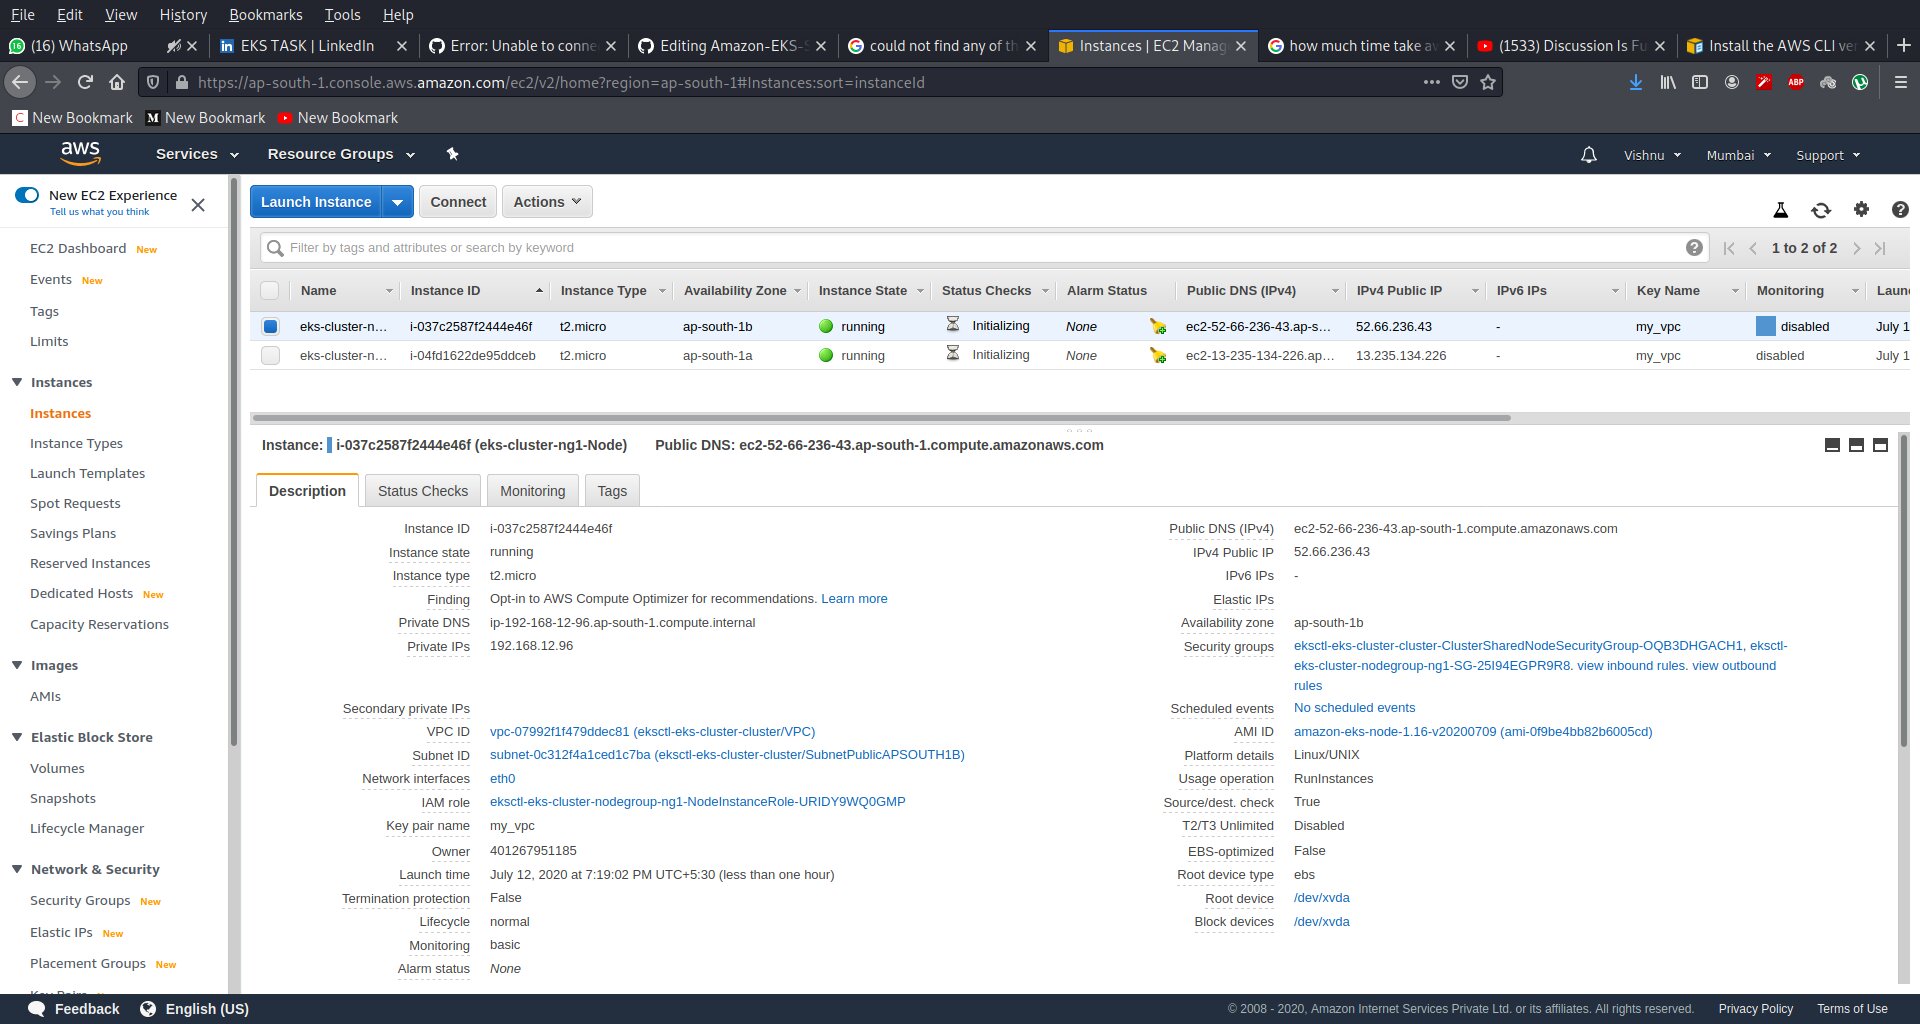 File Edit View History Bookmarks Tools Help
(16) WhatsApp
EKS TASK | LinkedIn
Error: Unable to conne
Editing Amazon-EKS-S
could not find any of th
Instances | EC2 Manag
how much time take a
(1533) Discussion Is Fu
Install the AWS CLI ve
https://ap-south-1.console.aws.amazon.com/ec2/v2/home?region=ap-south-1#Instances:sort=instanceId
ABP
C New Bookmark M New Bookmark New Bookmark
aws Services Resource Groups Vishnu Mumbai Support
New EC2 Experience
Tell us what you think
EC2 Dashboard New
Events New
Tags
Limits
Instances
Instances
Instance Types
Launch Templates
Spot Requests
Savings Plans
Reserved Instances
Dedicated Hosts New
Capacity Reservations
Images
AMIs
Elastic Block Store
Volumes
Snapshots
Lifecycle Manager
Network & Security
Security Groups New
Elastic IPs New
Placement Groups New
Launch Instance Connect Actions
Filter by tags and attributes or search by keyword
1 to 2 of 2
Name Instance ID Instance Type Availability Zone Instance State Status Checks Alarm Status Public DNS (IPv4) IPv4 Public IP IPv6 IPs Key Name Monitoring Laun
eks-cluster-n... i-037c2587f2444e46f t2.micro ap-south-1b running Initializing None ec2-52-66-236-43.ap-s... 52.66.236.43 - my_vpc disabled July 1
eks-cluster-n... i-04fd1622de95ddceb t2.micro ap-south-1a running Initializing None ec2-13-235-134-226.ap... 13.235.134.226 - my_vpc disabled July 1
Instance: i-037c2587f2444e46f (eks-cluster-ng1-Node) Public DNS: ec2-52-66-236-43.ap-south-1.compute.amazonaws.com
Description Status Checks Monitoring Tags
Instance ID i-037c2587f2444e46f
Instance state running
Instance type t2.micro
Finding Opt-in to AWS Compute Optimizer for recommendations. Learn more
Private DNS ip-192-168-12-96.ap-south-1.compute.internal
Private IPs 192.168.12.96
Secondary private IPs
VPC ID vpc-07992f1f479ddec81 (eksctl-eks-cluster-cluster/VPC)
Subnet ID subnet-0c312f4a1ced1c7ba (eksctl-eks-cluster-cluster/SubnetPublicAPSOUTH1B)
Network interfaces eth0
IAM role eksctl-eks-cluster-nodegroup-ng1-NodeInstanceRole-URIDY9WQ0GMP
Key pair name my_vpc
Owner 401267951185
Launch time July 12, 2020 at 7:19:02 PM UTC+5:30 (less than one hour)
Termination protection False
Lifecycle normal
Monitoring basic
Alarm status None
Public DNS (IPv4) ec2-52-66-236-43.ap-south-1.compute.amazonaws.com
IPv4 Public IP 52.66.236.43
IPv6 IPs -
Elastic IPs
Availability zone ap-south-1b
Security groups eksctl-eks-cluster-cluster-ClusterSharedNodeSecurityGroup-OQB3DHGACH1, eksctl-
eks-cluster-nodegroup-ng1-SG-25I94EGPR9R8. view inbound rules. view outbound
rules
Scheduled events No scheduled events
AMI ID amazon-eks-node-1.16-v20200709 (ami-0f9be4bb82b6005cd)
Platform details Linux/UNIX
Usage operation RunInstances
Source/dest. check True
T2/T3 Unlimited Disabled
EBS-optimized False
Root device type ebs
Root device /dev/xvda
Block devices /dev/xvda
Feedback English (US)
© 2008 - 2020, Amazon Internet Services Private Ltd. or its affiliates. All rights reserved. Privacy Policy Terms of Use